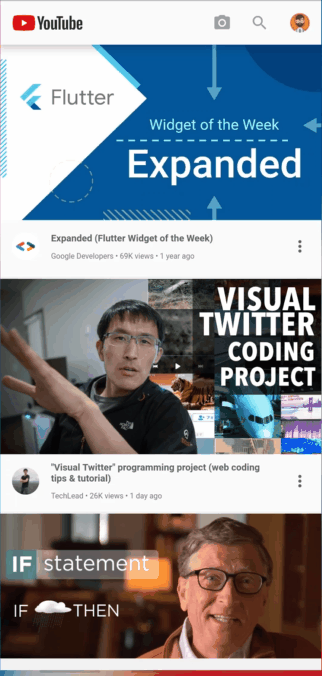 YouTube
Flutter
Widget of the Week
Expanded
Expanded (Flutter Widget of the Week)
Google Developers • 69K views • 1 year ago
VISUAL
TWITTER
CODING
PROJECT
"Visual Twitter" programming project (web coding
tips & tutorial)
TechLead • 26K views • 1 day ago
IF statement
IF THEN